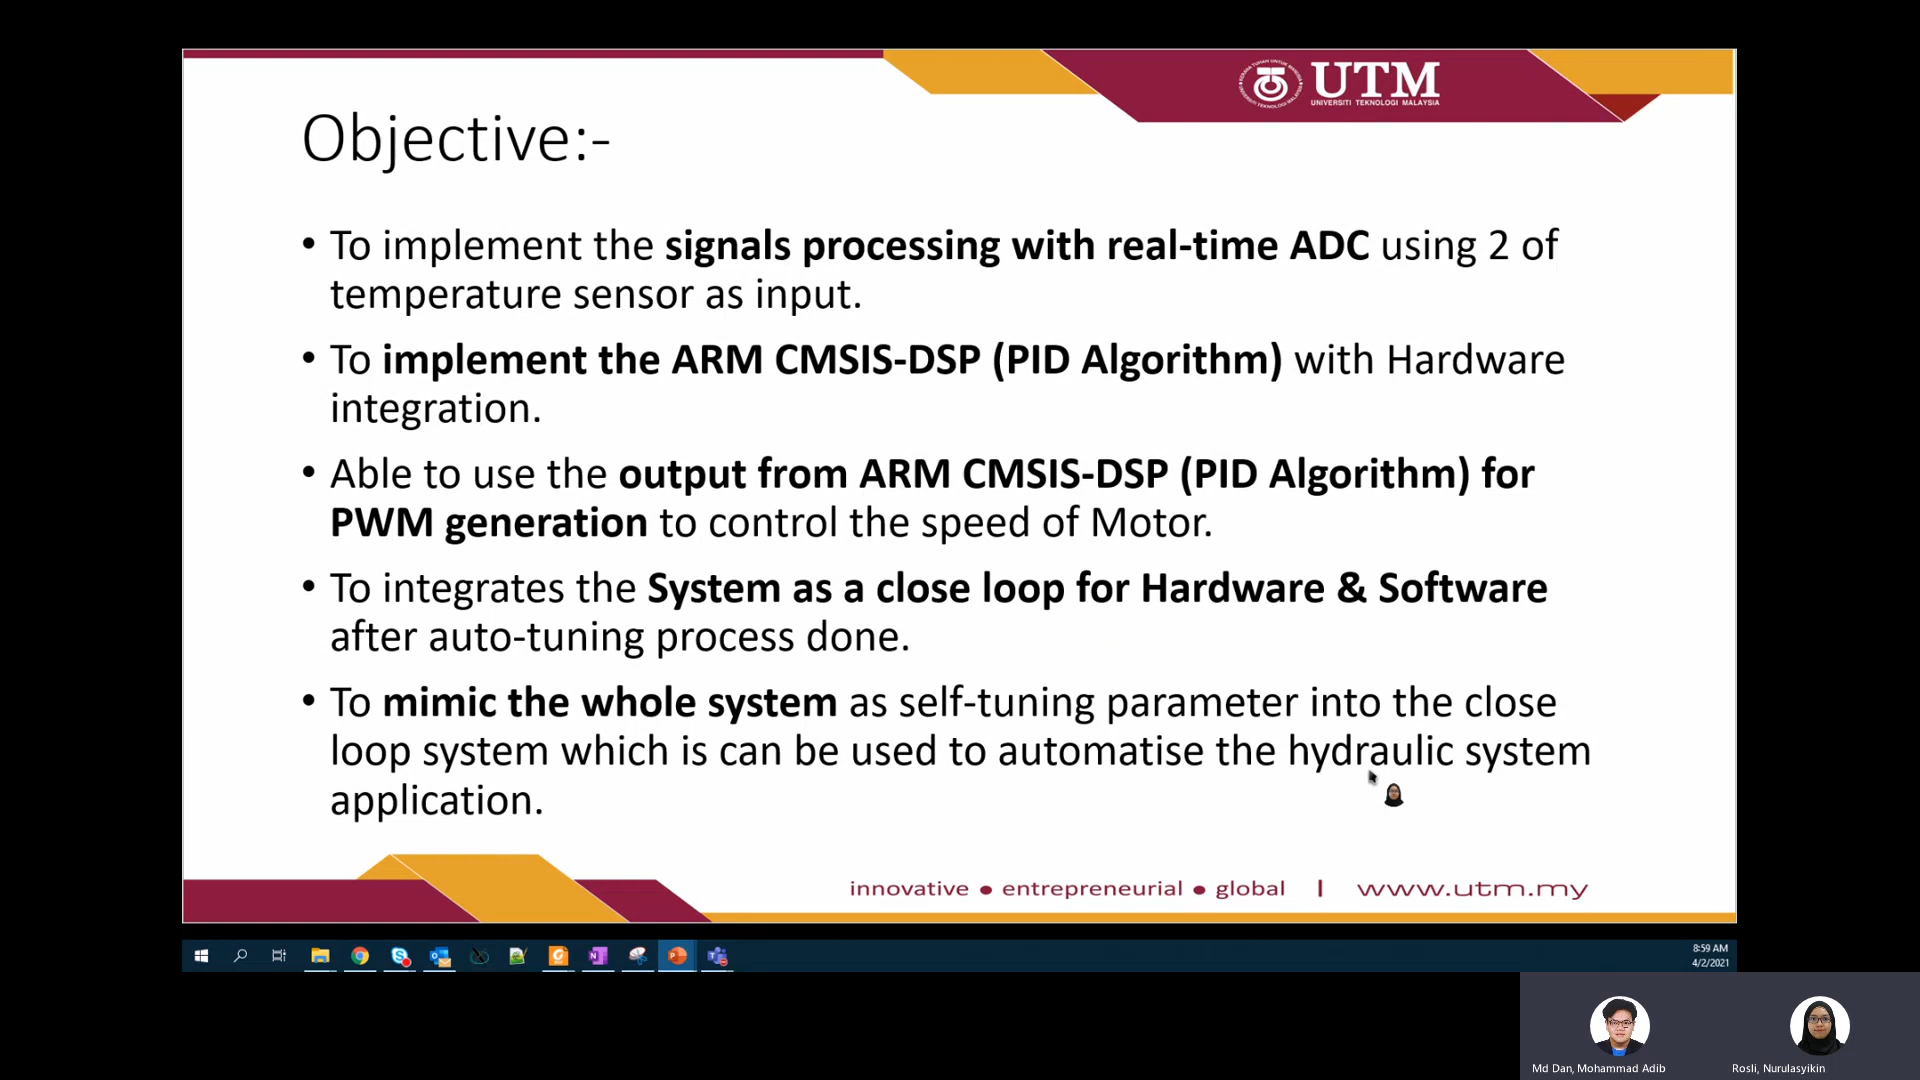 UTM
UNIVERSITI TEKNOLOGI MALAYSIA
Objective:-
• To implement the signals processing with real-time ADC using 2 of
temperature sensor as input.
• To implement the ARM CMSIS-DSP (PID Algorithm) with Hardware
integration.
• Able to use the output from ARM CMSIS-DSP (PID Algorithm) for
PWM generation to control the speed of Motor.
• To integrates the System as a close loop for Hardware & Software
after auto-tuning process done.
• To mimic the whole system as self-tuning parameter into the close
loop system which is can be used to automatise the hydraulic system
application.
innovative ● entrepreneurial ● global | www.utm.my
8:59 AM
4/2/2021
Md Dan, Mohammad Adib
Rosli, Nurulasyikin